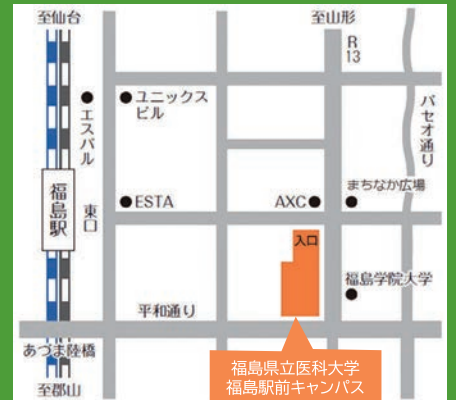 至仙台
至山形
R
13
ユニックス
ビル
エスパル
パセオ通り
福島駅
東口
ESTA
AXC
まちなか広場
入口
福島学院大学
平和通り
あづま陸橋
至郡山
福島県立医科大学
福島駅前キャンパス